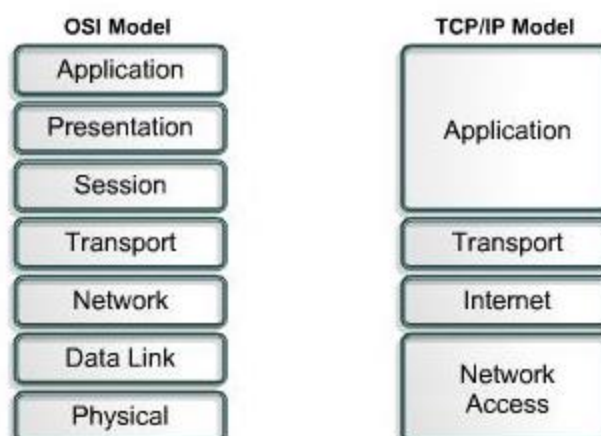 OSI Model
Application
Presentation
Session
Transport
Network
Data Link
Physical
TCP/IP Model
Application
Transport
Internet
Network
Access